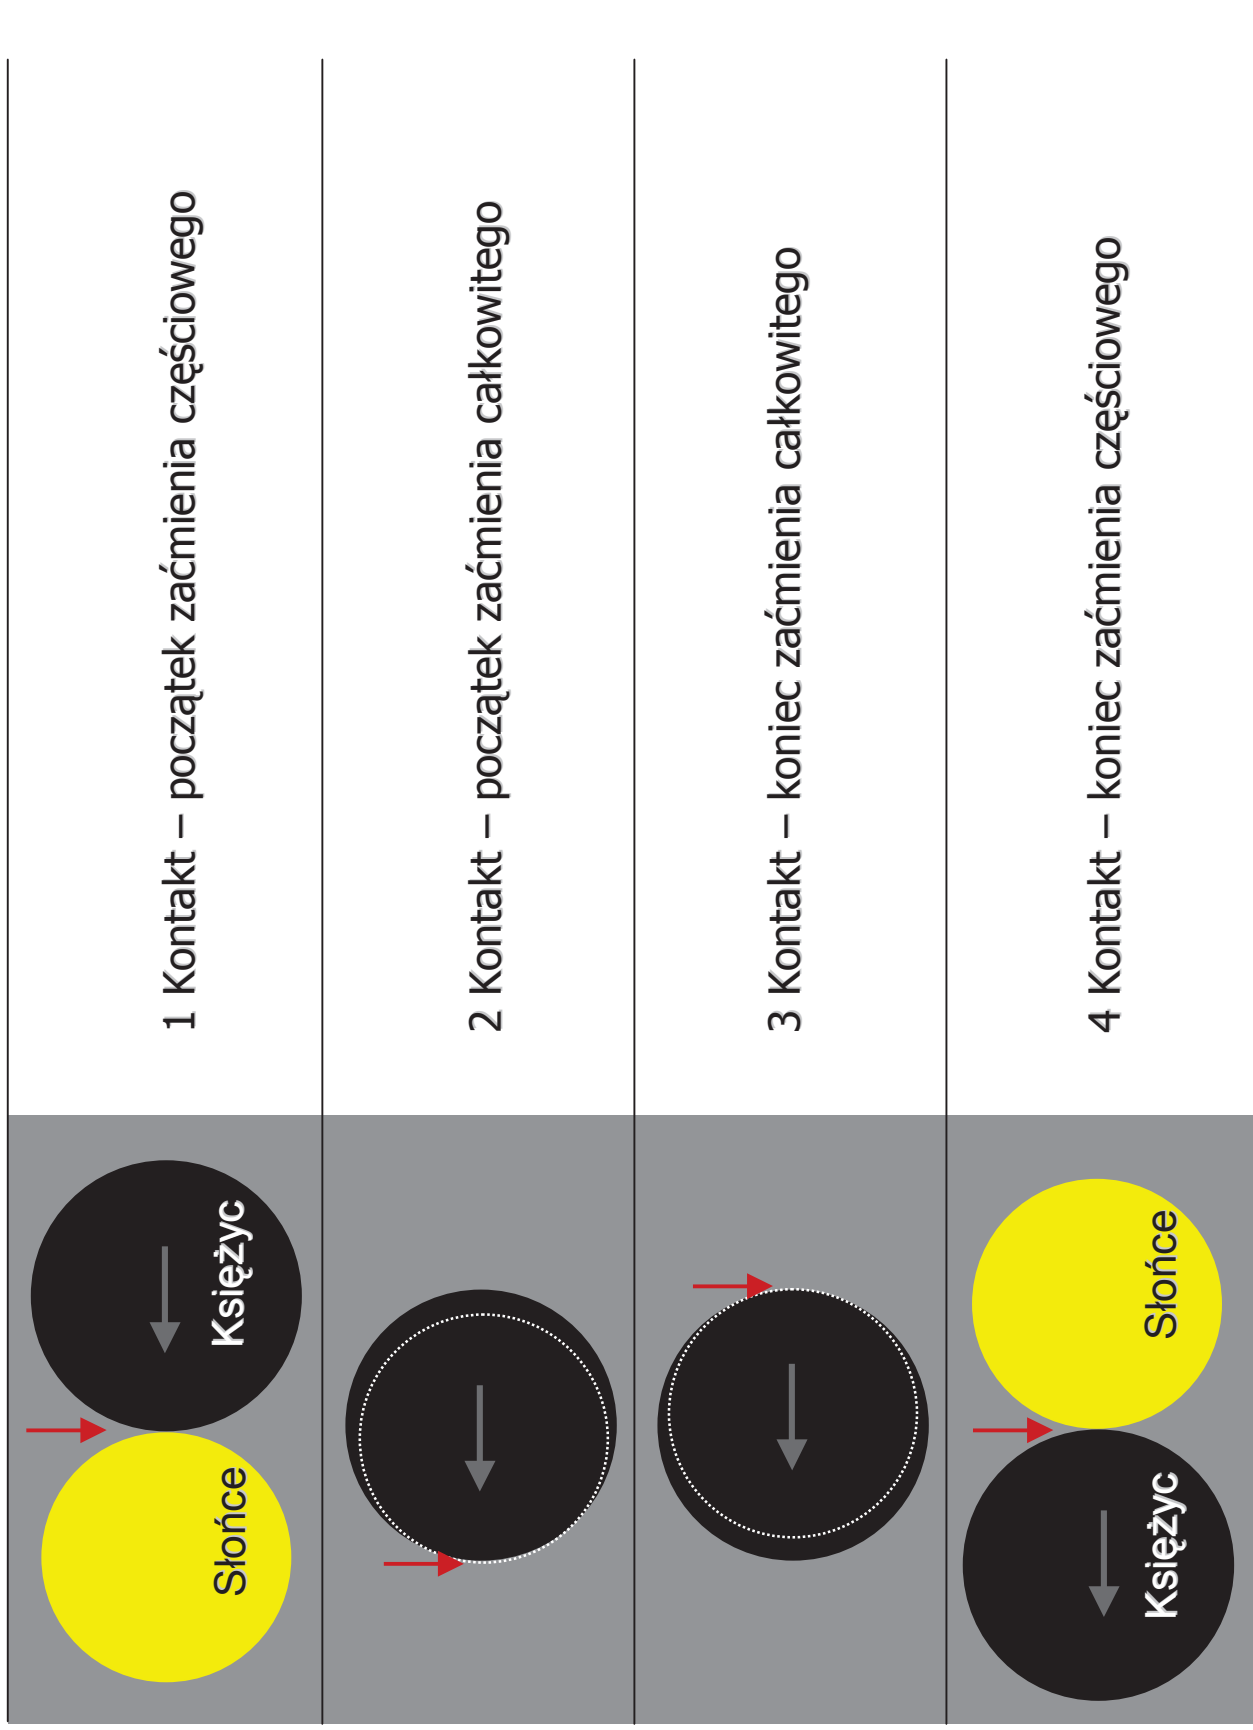 Słońce
Księżyc
1 Kontakt – początek zaćmienia częściowego
2 Kontakt – początek zaćmienia całkowitego
3 Kontakt – koniec zaćmienia całkowitego
Księżyc
Słońce
4 Kontakt – koniec zaćmienia częściowego